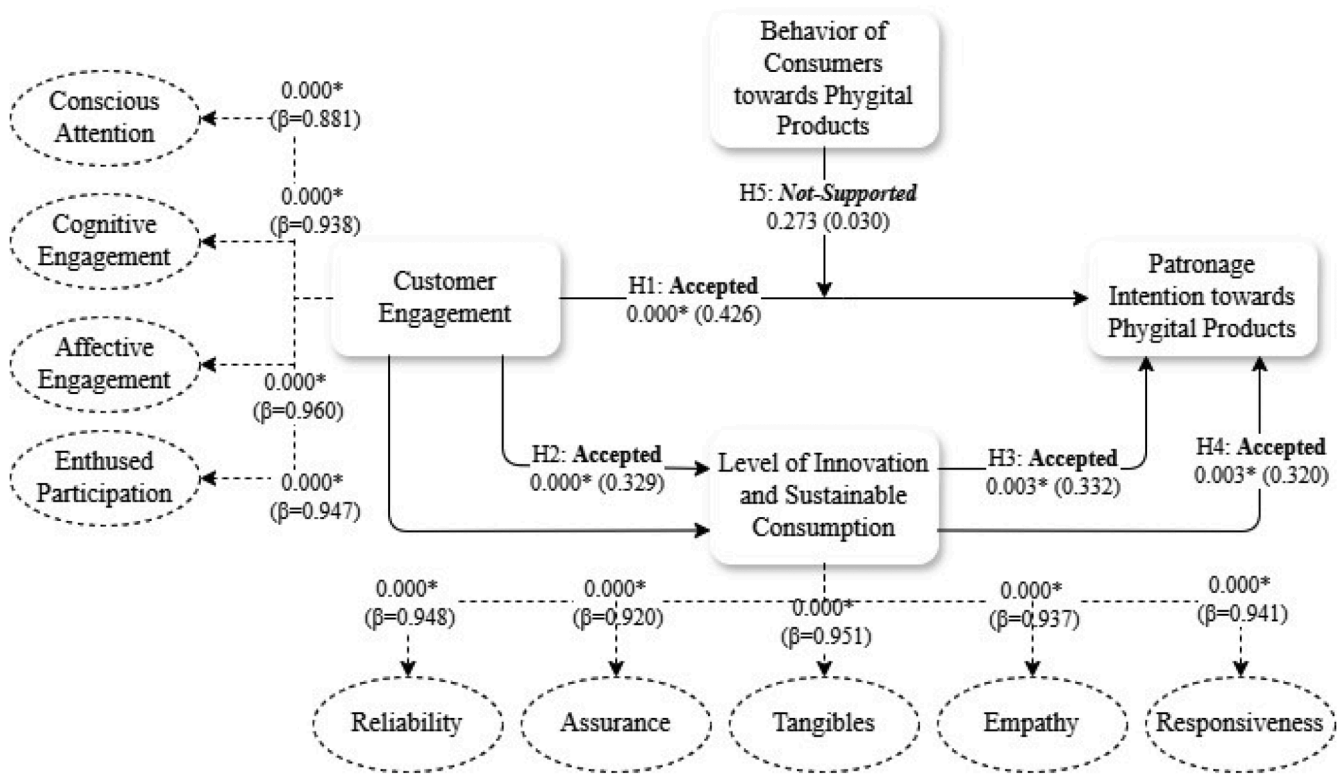 Behavior of
Consumers
towards Phygital
Products
Conscious
Attention
0.000*
(β=0.881)
H5: Not-Supported
0.273 (0.030)
Cognitive
Engagement
0.000*
(β=0.938)
Customer
Engagement
H1: Accepted
0.000* (0.426)
Patronage
Intention towards
Phygital Products
Affective
Engagement
0.000*
(β=0.960)
Enthused
Participation
0.000*
(β=0.947)
H2: Accepted
0.000* (0.329)
Level of Innovation
and Sustainable
Consumption
H3: Accepted
0.003* (0.332)
H4: Accepted
0.003* (0.320)
0.000*
(β=0.948)
0.000*
(β=0.920)
0.000*
(β=0.951)
0.000*
(β=0.937)
0.000*
(β=0.941)
Reliability
Assurance
Tangibles
Empathy
Responsiveness